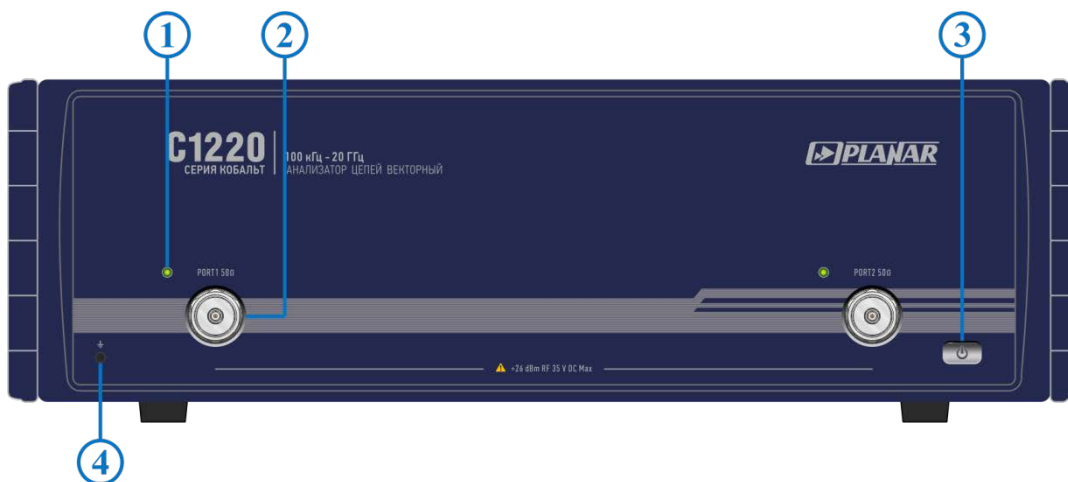 1 2 3
С1220
СЕРИЯ КОБАЛЬТ
100 кГц - 20 ГГц
АНАЛИЗАТОР ЦЕПЕЙ ВЕКТОРНЫЙ
PLANAR
PORT1 50Ω
PORT2 50Ω
+26 dBm RF 35 V DC Max
4